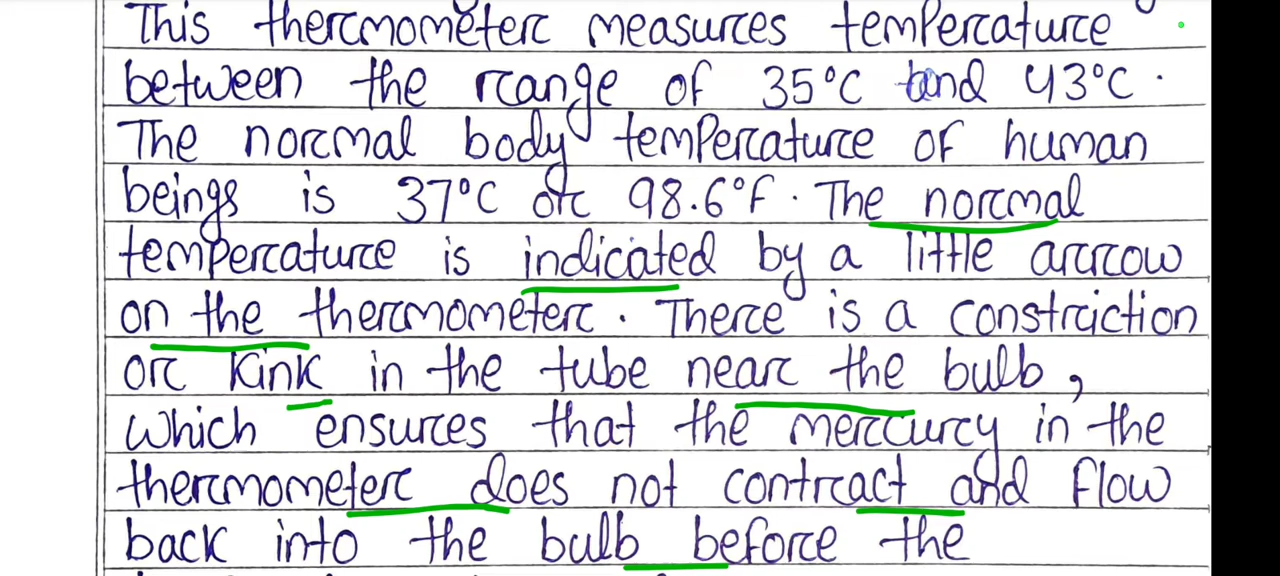 This thermometer measures temperature
between the range of 35°C and 43°C.
The normal body temperature of human
beings is 37°C or 98.6°F. The normal
temperature is indicated by a little arrow
on the thermometer. There is a constriction
or kink in the tube near the bulb,
which ensures that the mercury in the
thermometer does not contract and flow
back into the bulb before the